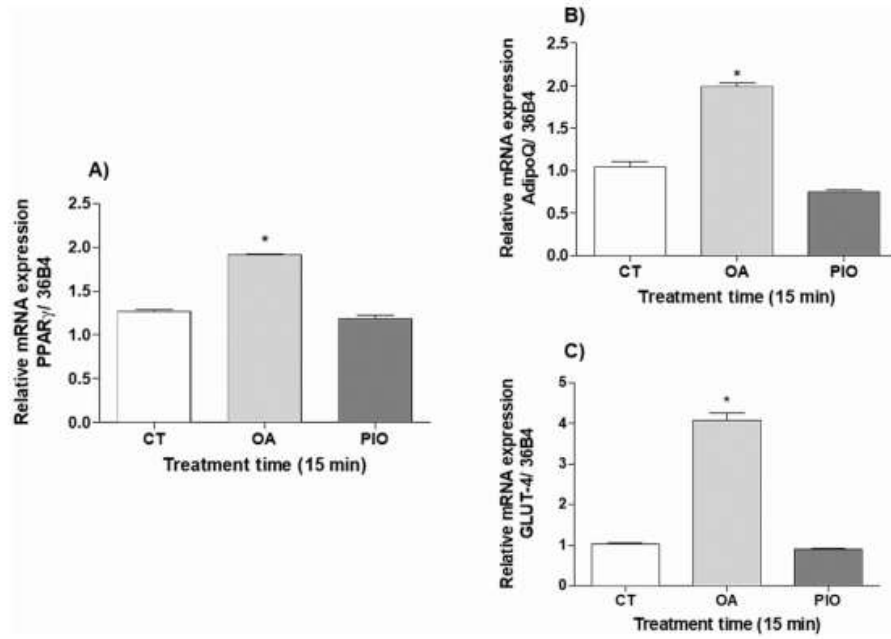 A)
Relative mRNA expression
PPARγ/ 36B4
2.5
2.0
1.5
1.0
0.5
0.0
*
CT OA PIO
Treatment time (15 min)
B)
Relative mRNA expression
AdipoQ/ 36B4
2.5
2.0
1.5
1.0
0.5
0.0
*
CT OA PIO
Treatment time (15 min)
C)
Relative mRNA expression
GLUT-4/ 36B4
5
4
3
2
1
0
*
CT OA PIO
Treatment time (15 min)